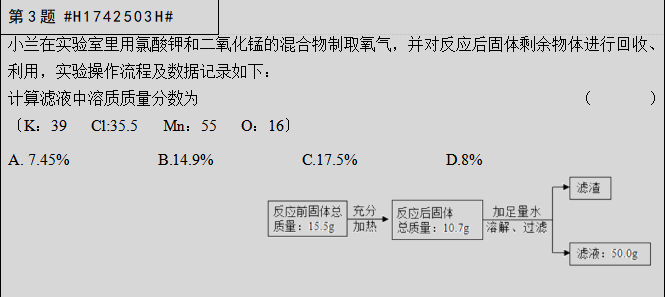 第3题 #H1742503H#
小兰在实验室里用氯酸钾和二氧化锰的混合物制取氧气，并对反应后固体剩余物体进行回收、
利用，实验操作流程及数据记录如下：
计算滤液中溶质质量分数为 （ ）
〔K：39 Cl:35.5 Mn：55 O：16〕
A. 7.45% B.14.9% C.17.5% D.8%
反应前固体总
质量：15.5g
充分
加热
反应后固体
总质量：10.7g
加足量水
溶解、过滤
滤渣
滤液：50.0g